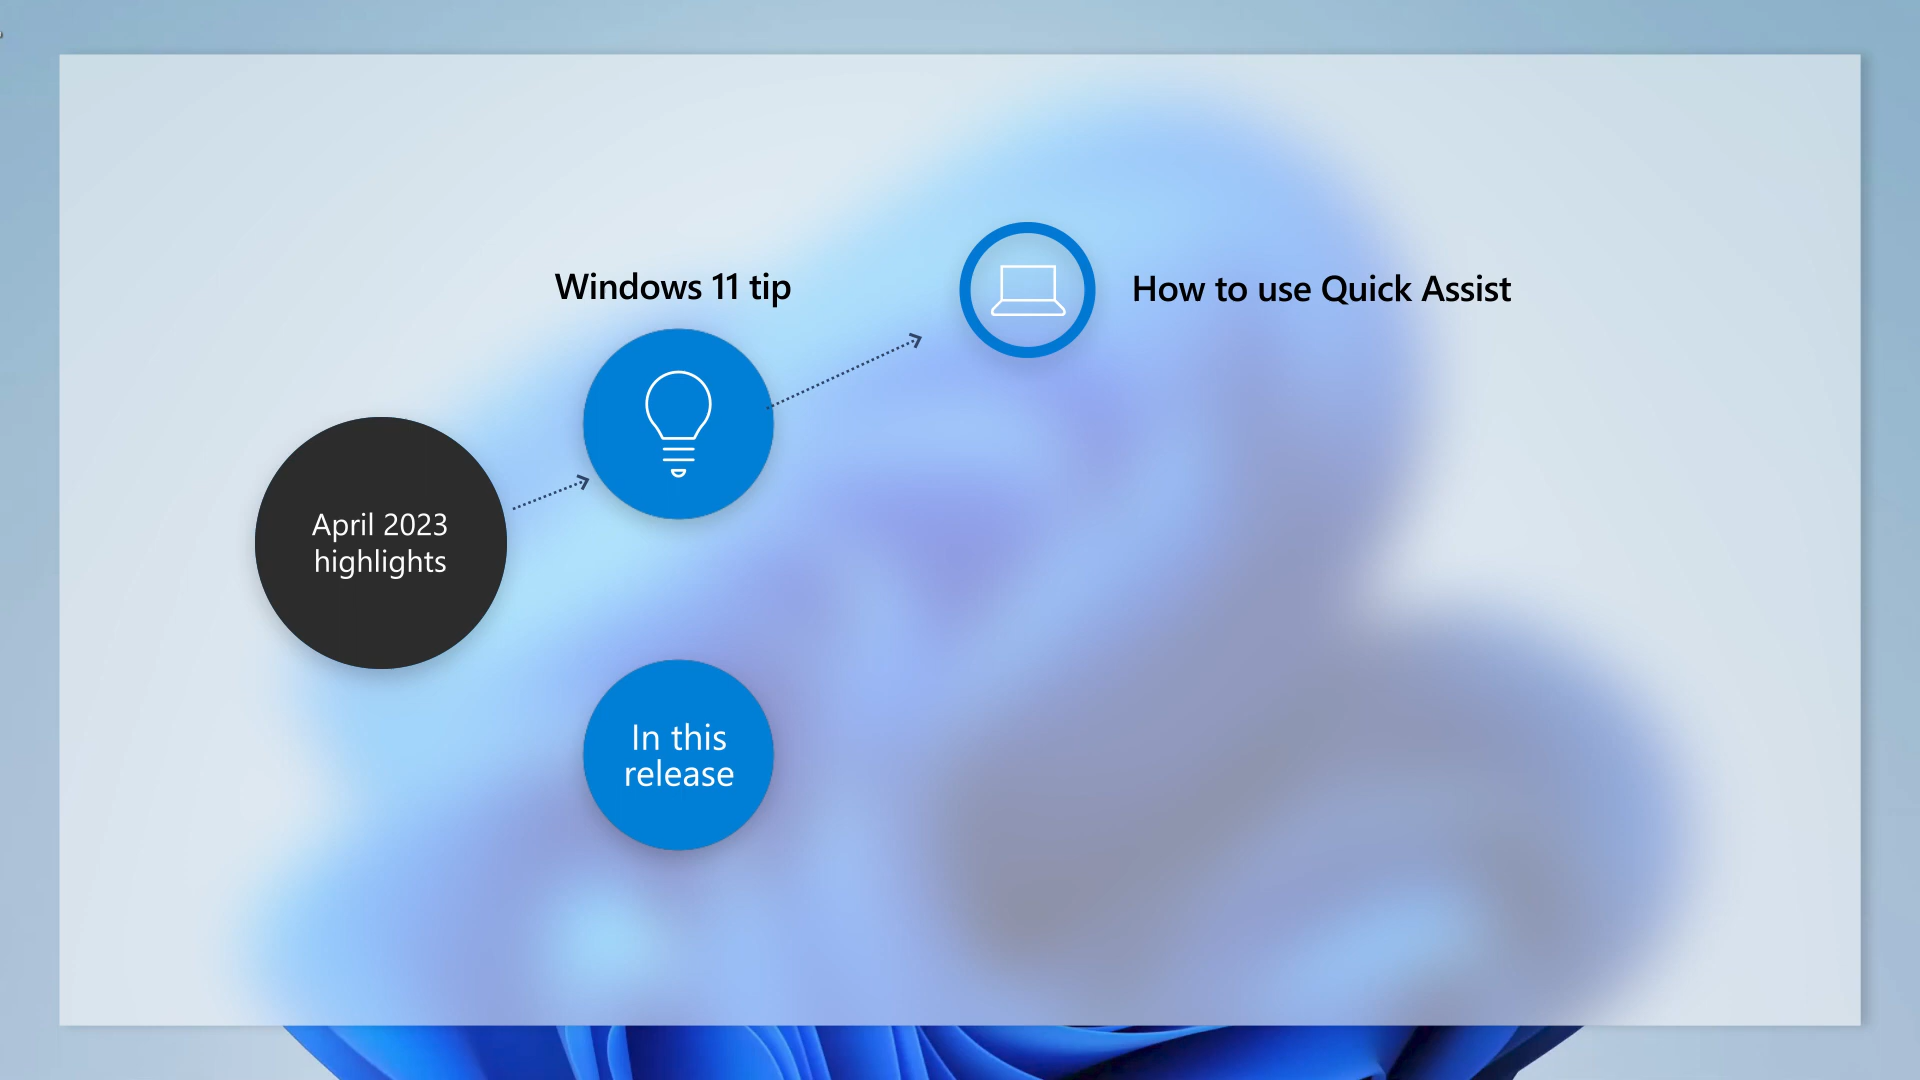 Windows 11 tip
How to use Quick Assist
April 2023
highlights
In this
release